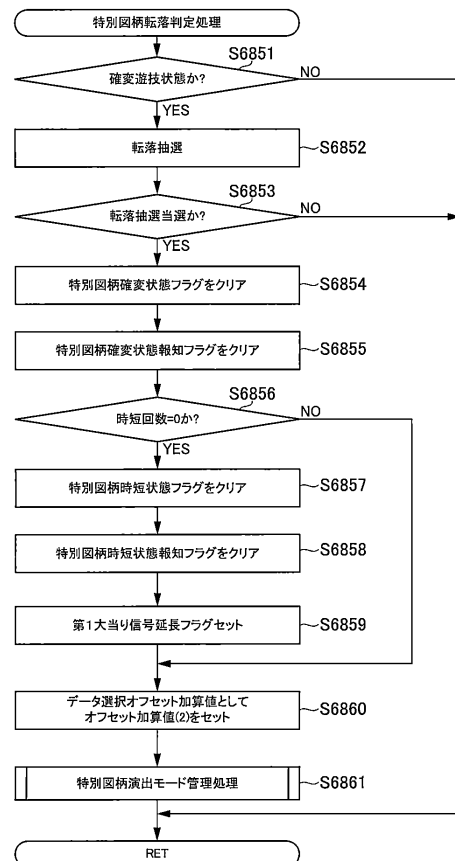 特別図柄転落判定処理
S6851
確変遊技状態か?
NO
YES
転落抽選
S6852
S6853
転落抽選当選か?
NO
YES
特別図柄確変状態フラグをクリア
S6854
特別図柄確変状態報知フラグをクリア
S6855
S6856
時短回数=0か?
NO
YES
特別図柄時短状態フラグをクリア
S6857
特別図柄時短状態報知フラグをクリア
S6858
第1大当り信号延長フラグセット
S6859
データ選択オフセット加算値として
オフセット加算値(2)をセット
S6860
特別図柄演出モード管理処理
S6861
RET